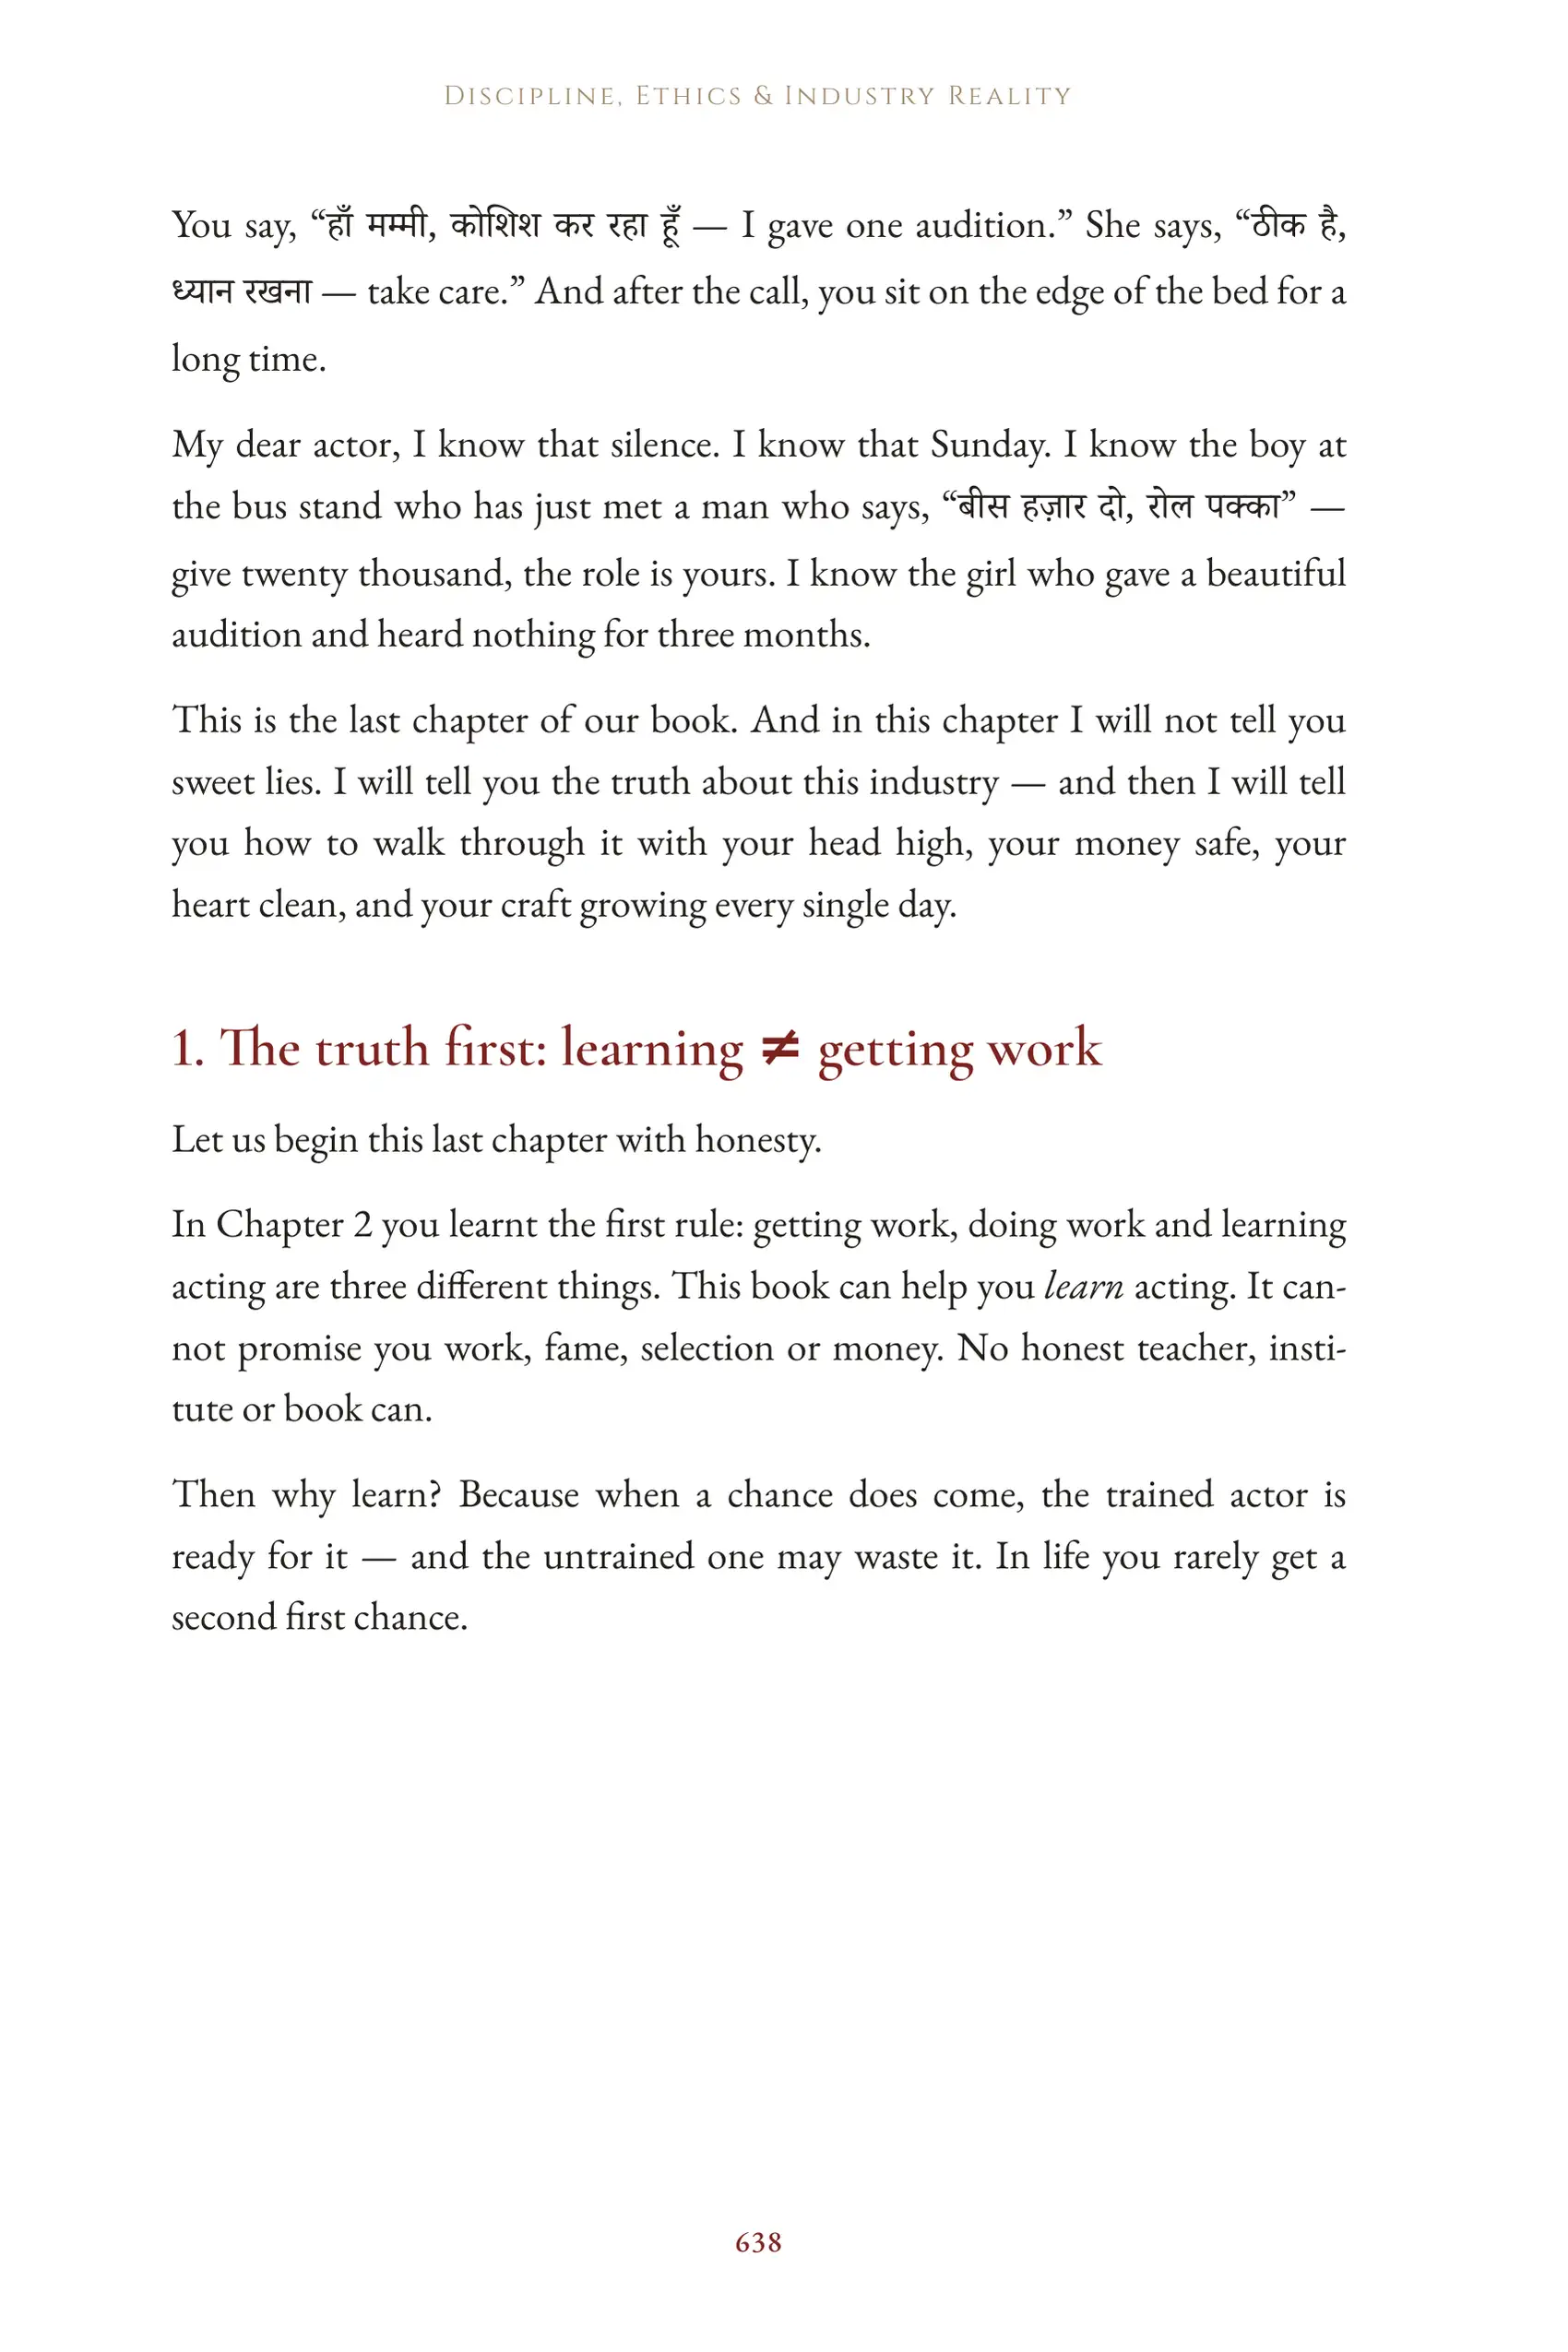 Discipline, Ethics & Industry Reality
You say, “हाँ मम्मी, कोशिश कर रहा हूँ — I gave one audition.” She says, “ठीक है,
ध्यान रखना — take care.” And after the call, you sit on the edge of the bed for a
long time.
My dear actor, I know that silence. I know that Sunday. I know the boy at
the bus stand who has just met a man who says, “बीस हज़ार दो, रोल पक्का” —
give twenty thousand, the role is yours. I know the girl who gave a beautiful
audition and heard nothing for three months.
This is the last chapter of our book. And in this chapter I will not tell you
sweet lies. I will tell you the truth about this industry — and then I will tell
you how to walk through it with your head high, your money safe, your
heart clean, and your craft growing every single day.
1. The truth first: learning ≠ getting work
Let us begin this last chapter with honesty.
In Chapter 2 you learnt the first rule: getting work, doing work and learning
acting are three different things. This book can help you learn acting. It can-
not promise you work, fame, selection or money. No honest teacher, insti-
tute or book can.
Then why learn? Because when a chance does come, the trained actor is
ready for it — and the untrained one may waste it. In life you rarely get a
second first chance.
638